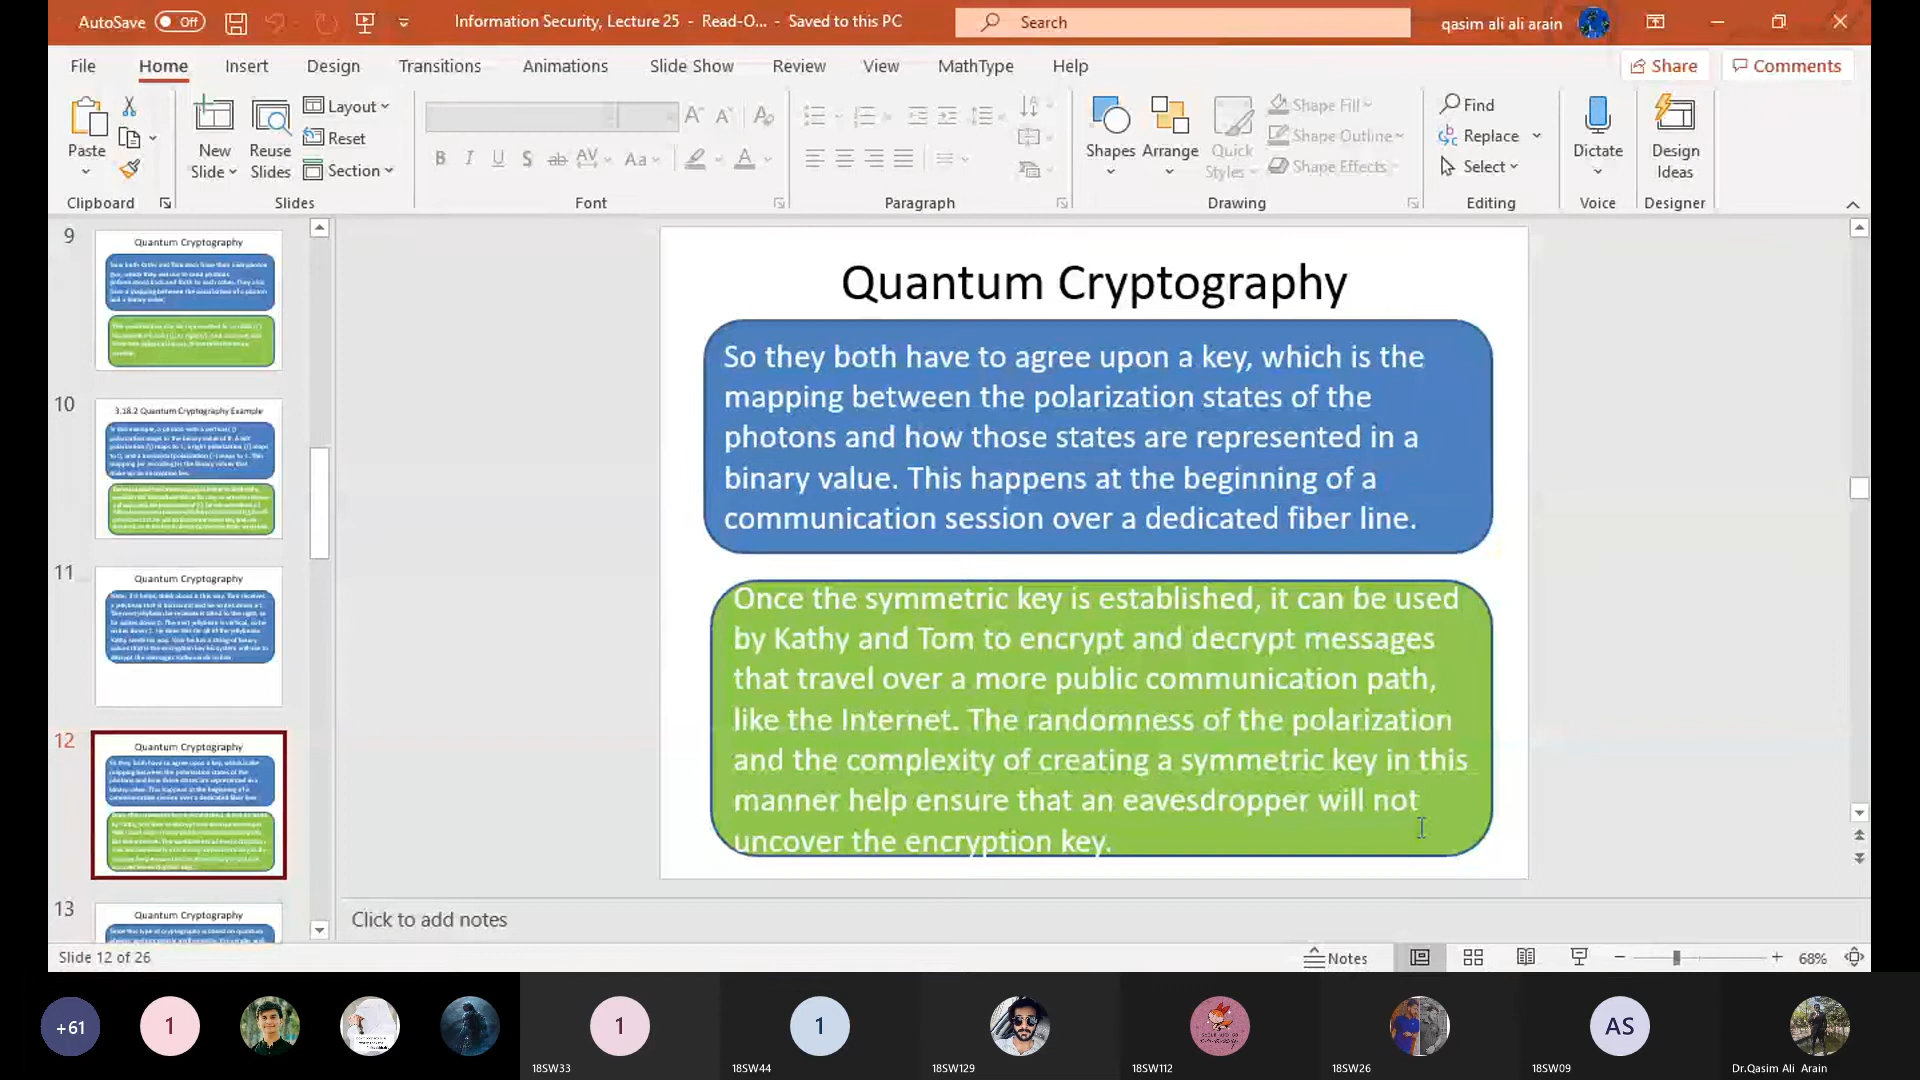 AutoSave Off Information Security, Lecture 25 - Read-O... - Saved to this PC Search qasim ali ali arain
File Home Insert Design Transitions Animations Slide Show Review View MathType Help Share Comments
Paste
Clipboard
New Slide
Reuse Slides
Layout
Reset
Section
Slides
B I U S ab AV Aa A
Font
Paragraph
Shapes Arrange Quick Styles
Shape Fill
Shape Outline
Shape Effects
Drawing
Find
Replace
Select
Editing
Dictate
Voice
Design Ideas
Designer
9
Quantum Cryptography
10
3.18.2 Quantum Cryptography Example
11
Quantum Cryptography
12
Quantum Cryptography
13
Quantum Cryptography
Quantum Cryptography
So they both have to agree upon a key, which is the
mapping between the polarization states of the
photons and how those states are represented in a
binary value. This happens at the beginning of a
communication session over a dedicated fiber line.
Once the symmetric key is established, it can be used
by Kathy and Tom to encrypt and decrypt messages
that travel over a more public communication path,
like the Internet. The randomness of the polarization
and the complexity of creating a symmetric key in this
manner help ensure that an eavesdropper will not
uncover the encryption key.
Click to add notes
Slide 12 of 26 Notes 68%
+61 1 1 1 AS
18SW33 18SW44 18SW129 18SW112 18SW26 18SW09 Dr.Qasim Ali Arain